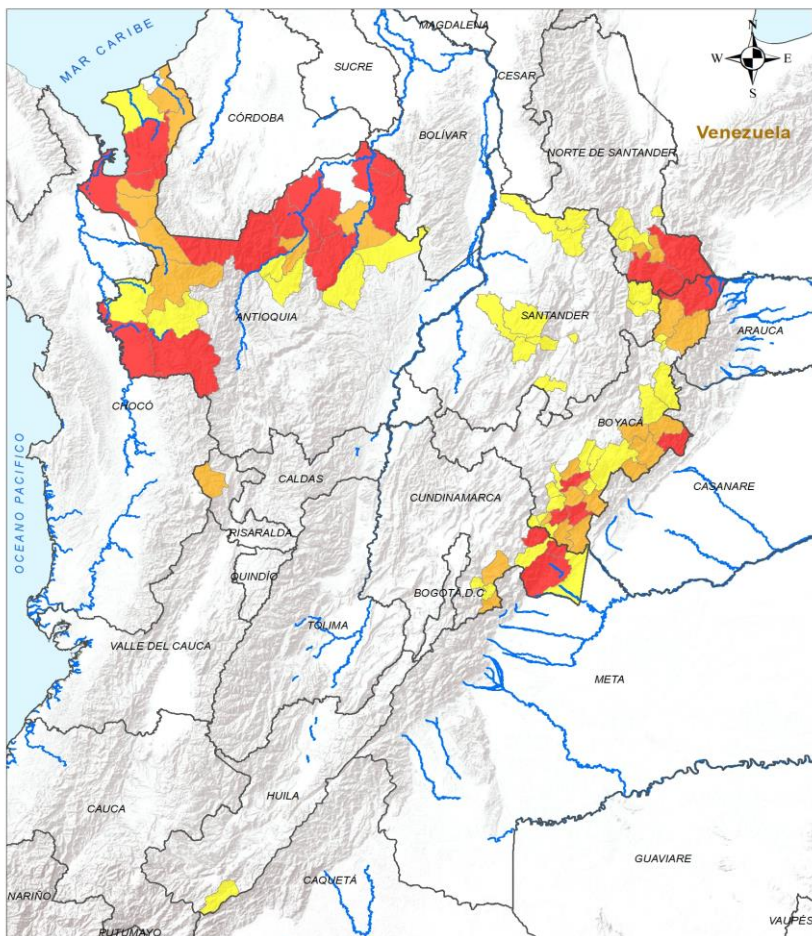 MAGDALENA
MAR CARIBE
N
W E
S
SUCRE
CESAR
CÓRDOBA
BOLÍVAR
Venezuela
NORTE DE SANTANDER
ANTIOQUIA
SANTANDER
ARAUCA
CHOCÓ
BOYACÁ
CALDAS
CUNDINAMARCA
CASANARE
OCEANO PACIFICO
RISARALDA
QUINDÍO
BOGOTÁ D.C
TOLIMA
VALLE DEL CAUCA
META
HUILA
CAUCA
GUAVIARE
CAQUETÁ
NARIÑO
PUTUMAYO
VAUPÉS